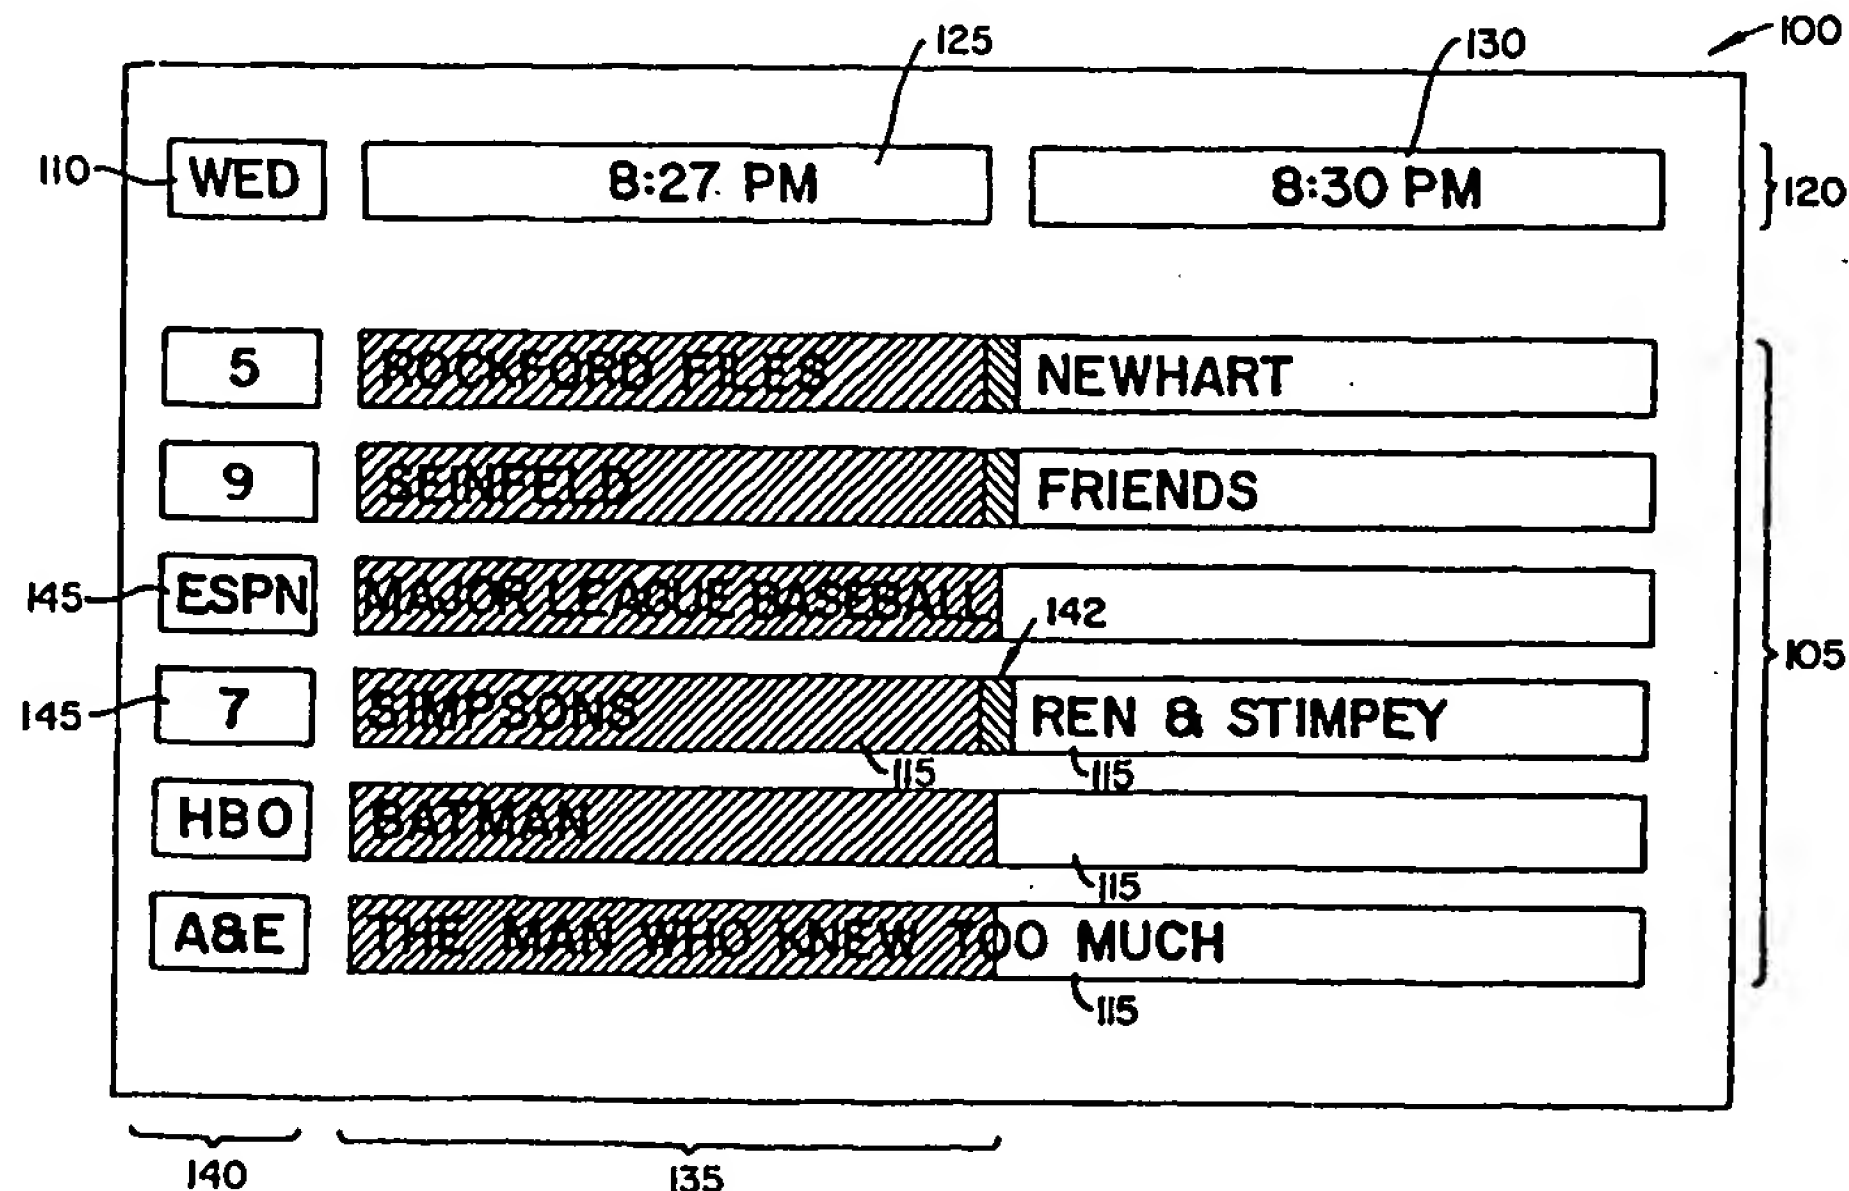 125 130 100
110 WED 8:27 PM 8:30 PM 120
5 ROCKFORD FILES NEWHART
9 SEINFELD FRIENDS
145 ESPN MAJOR LEAGUE BASEBALL 142
105
145 7 SIMPSONS REN & STIMPEY
115 115
HBO BATMAN
115
A&E THE MAN WHO KNEW TOO MUCH
115
140 135